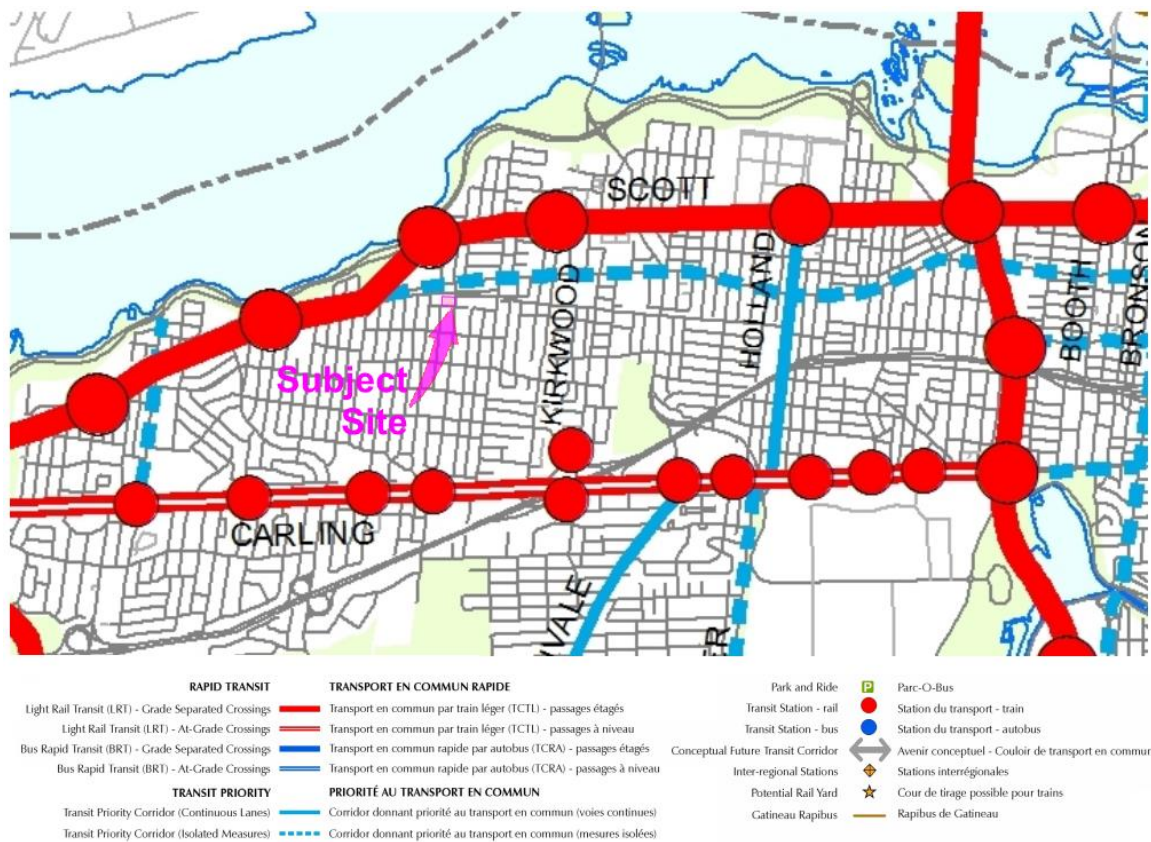 SCOTT
KIRKWOOD
HOLLAND
BOOTH
BRONSON
Subject
Site
CARLING
IVALE
ER
RAPID TRANSIT TRANSPORT EN COMMUN RAPIDE
Light Rail Transit (LRT) - Grade Separated Crossings Transport en commun par train léger (TCTL) - passages étagés
Light Rail Transit (LRT) - At-Grade Crossings Transport en commun par train léger (TCTL) - passages à niveau
Bus Rapid Transit (BRT) - Grade Separated Crossings Transport en commun rapide par autobus (TCRA) - passages étagés
Bus Rapid Transit (BRT) - At-Grade Crossings Transport en commun rapide par autobus (TCRA) - passages à niveau
TRANSIT PRIORITY PRIORITÉ AU TRANSPORT EN COMMUN
Transit Priority Corridor (Continuous Lanes) Corridor donnant priorité au transport en commun (voies continues)
Transit Priority Corridor (Isolated Measures) Corridor donnant priorité au transport en commun (mesures isolées)
Park and Ride P Parc-O-Bus
Transit Station - rail Station du transport - train
Transit Station - bus Station du transport - autobus
Conceptual Future Transit Corridor Avenir conceptuel - Couloir de transport en commun
Inter-regional Stations Stations interrégionales
Potential Rail Yard Cour de tirage possible pour trains
Gatineau Rapibus Rapibus de Gatineau